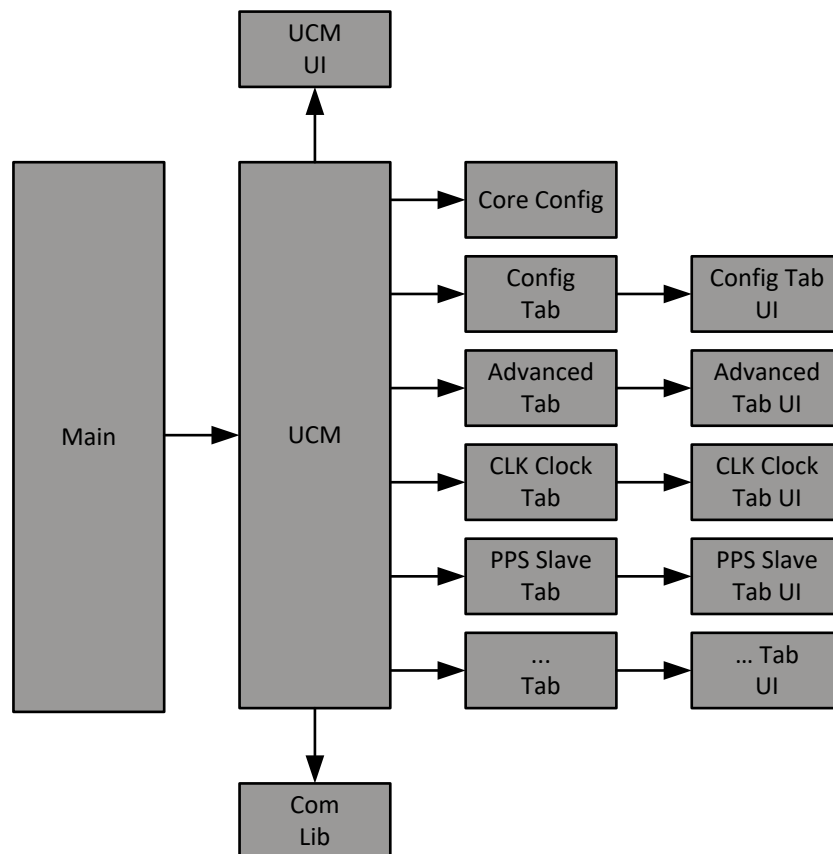 UCM
UI
Main
UCM
Core Config
Config
Tab
Config Tab
UI
Advanced
Tab
Advanced
Tab UI
CLK Clock
Tab
CLK Clock
Tab UI
PPS Slave
Tab
PPS Slave
Tab UI
...
Tab
... Tab
UI
Com
Lib